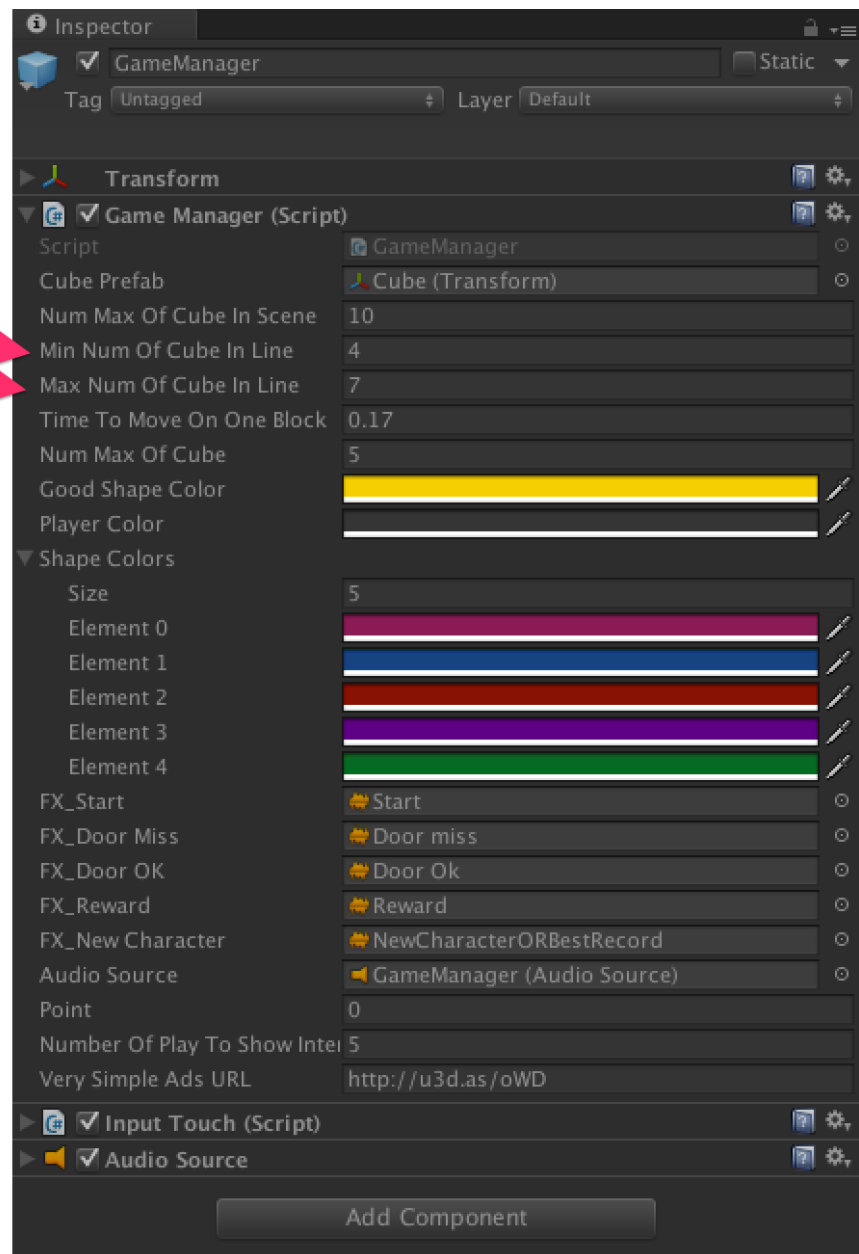 Inspector
GameManager Static
Tag Untagged Layer Default
Transform
Game Manager (Script)
Script GameManager
Cube Prefab Cube (Transform)
Num Max Of Cube In Scene 10
Min Num Of Cube In Line 4
Max Num Of Cube In Line 7
Time To Move On One Block 0.17
Num Max Of Cube 5
Good Shape Color
Player Color
Shape Colors
Size 5
Element 0
Element 1
Element 2
Element 3
Element 4
FX_Start Start
FX_Door Miss Door miss
FX_Door OK Door Ok
FX_Reward Reward
FX_New Character NewCharacterORBestRecord
Audio Source GameManager (Audio Source)
Point 0
Number Of Play To Show Inter 5
Very Simple Ads URL http://u3d.as/oWD
Input Touch (Script)
Audio Source
Add Component